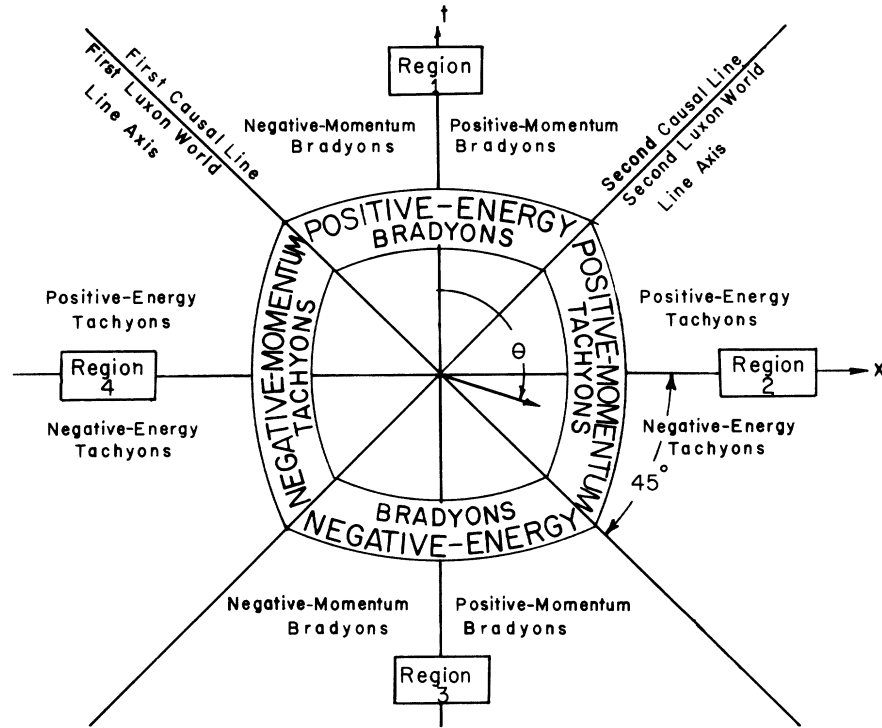 t
First Causal Line
First Luxon World
Line Axis
Region
1
Second Causal Line
Second Luxon World
Line Axis
Negative-Momentum
Bradyons
Positive-Momentum
Bradyons
POSITIVE-ENERGY
BRADYONS
NEGATIVE-MOMENTUM
TACHYONS
POSITIVE-MOMENTUM
TACHYONS
Positive-Energy
Tachyons
Region
4
Negative-Energy
Tachyons
θ
Positive-Energy
Tachyons
Region
2
x
Negative-Energy
Tachyons
45°
BRADYONS
NEGATIVE-ENERGY
Negative-Momentum
Bradyons
Positive-Momentum
Bradyons
Region
3